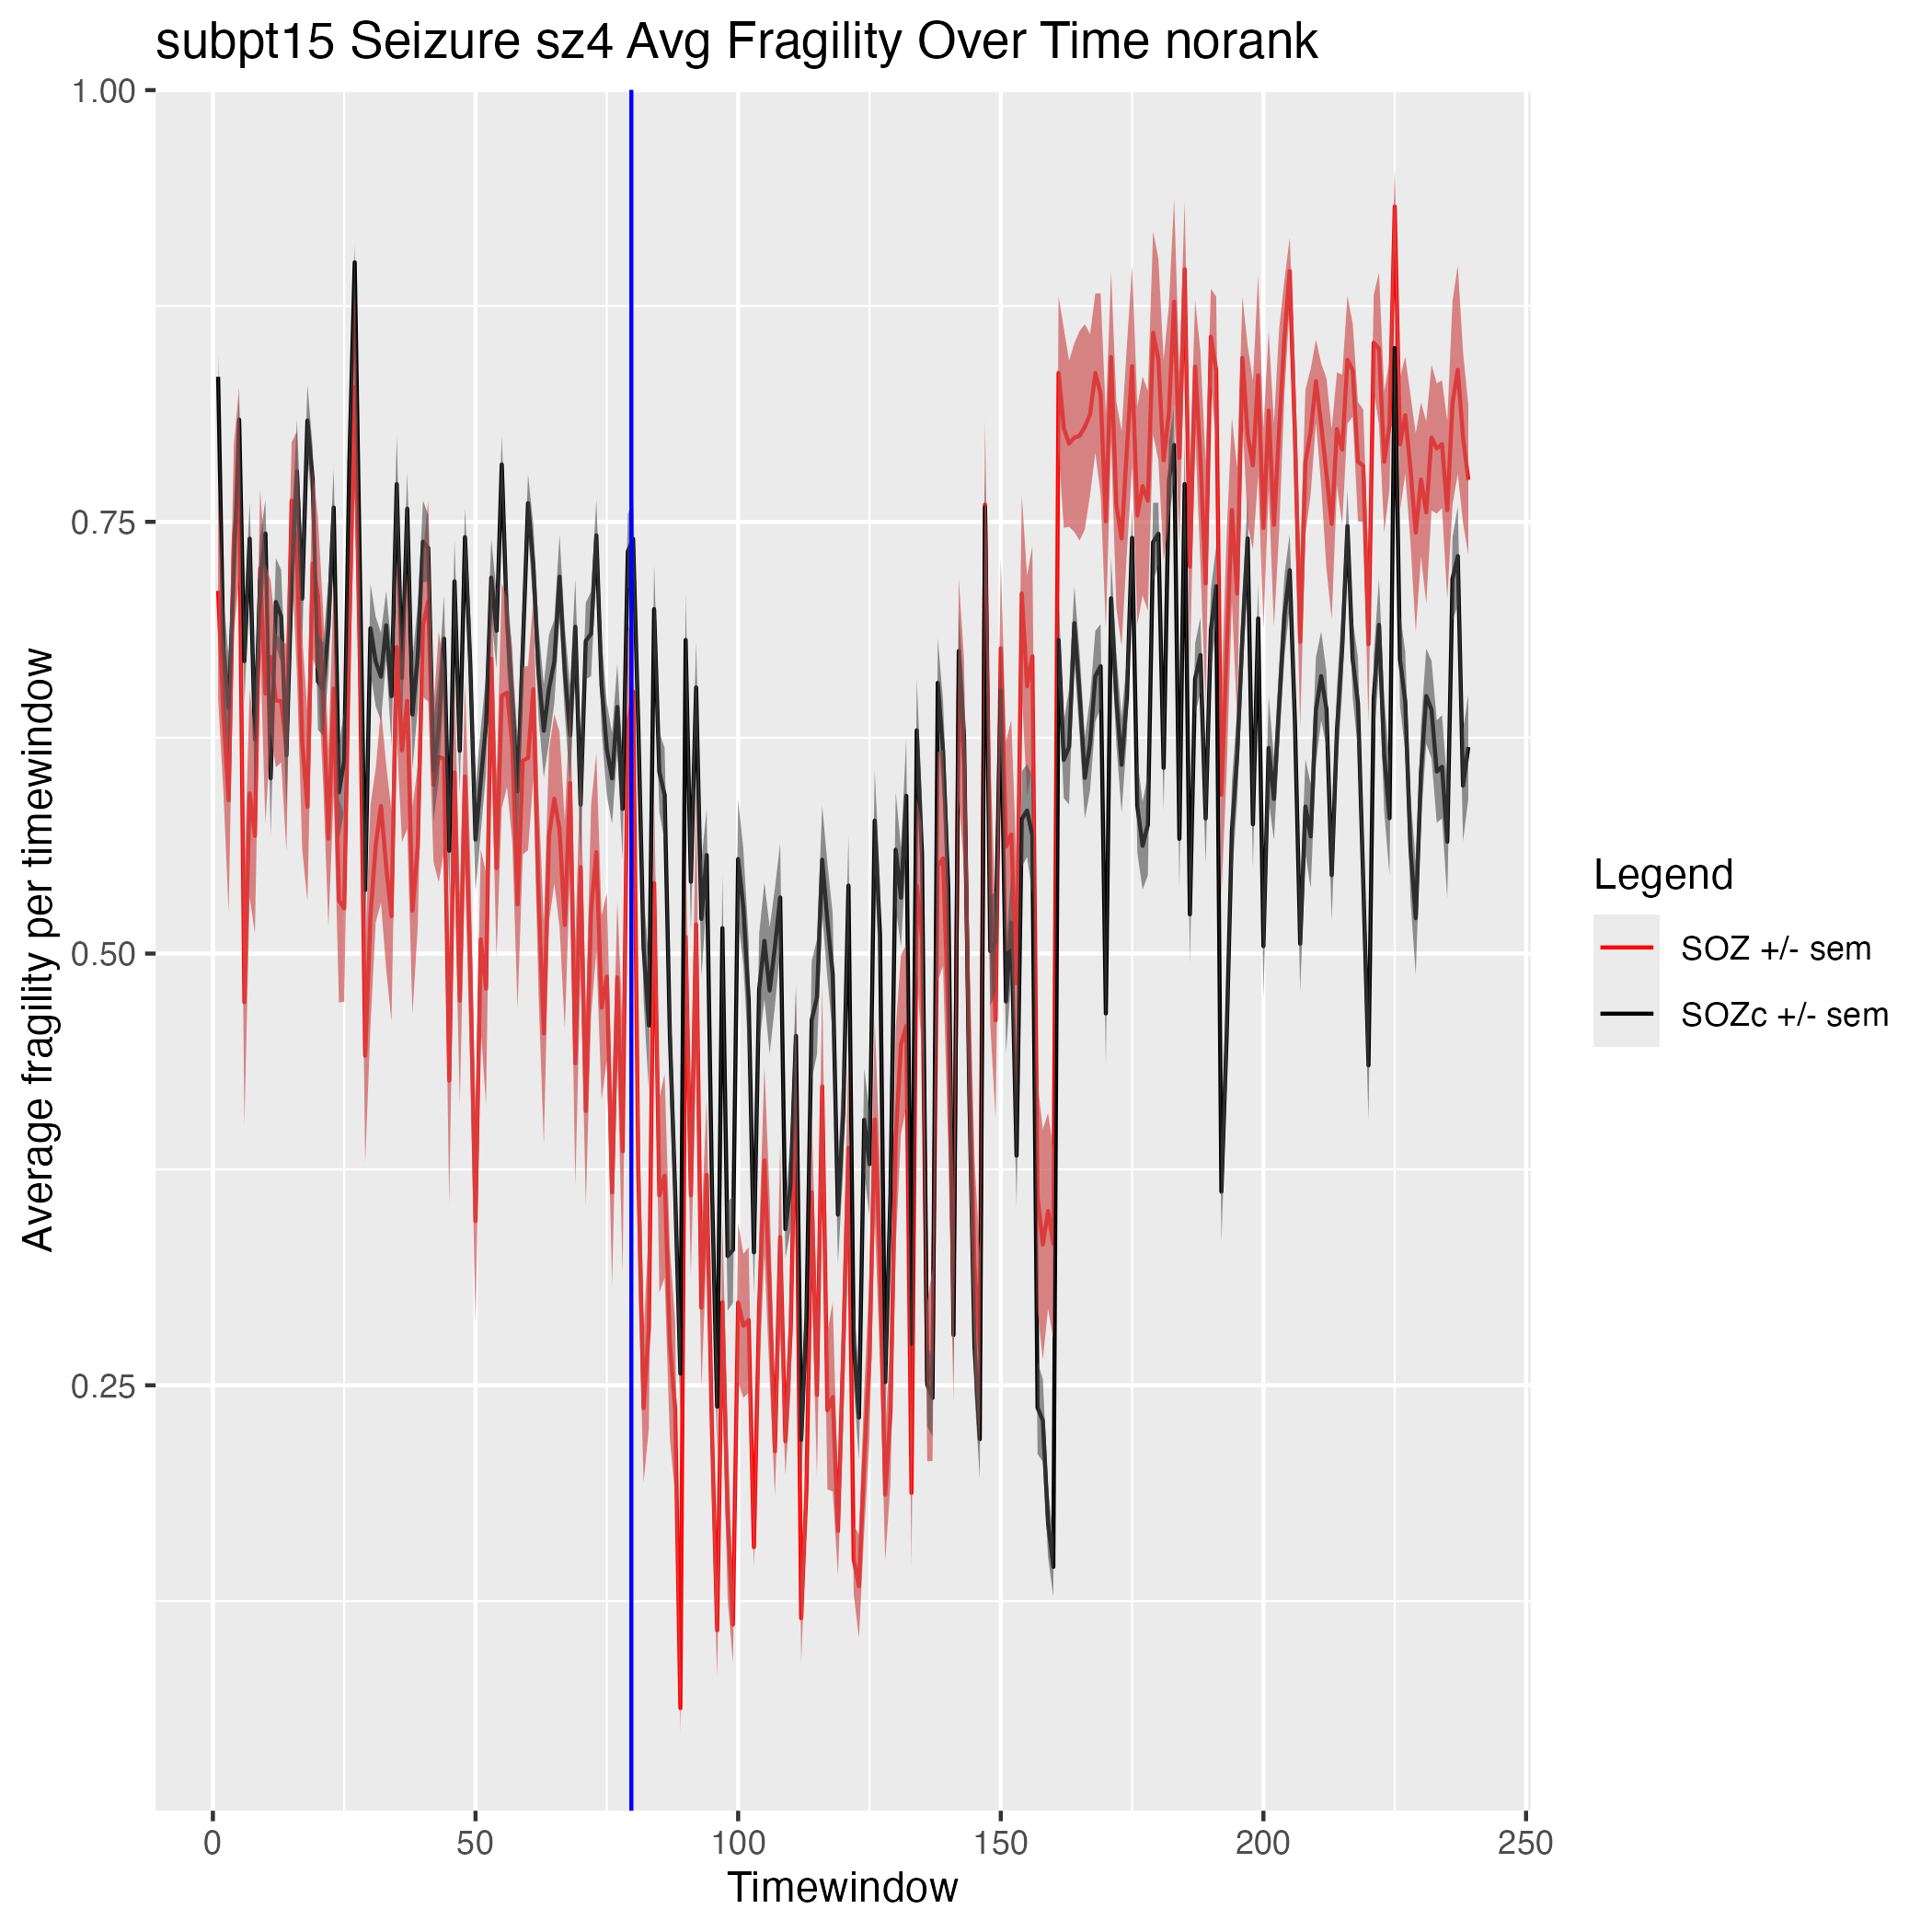 subpt15 Seizure sz4 Avg Fragility Over Time norank
1.00
0.75
0.50
0.25
Average fragility per timewindow
0 50 100 150 200 250
Timewindow
Legend
SOZ +/- sem
SOZc +/- sem